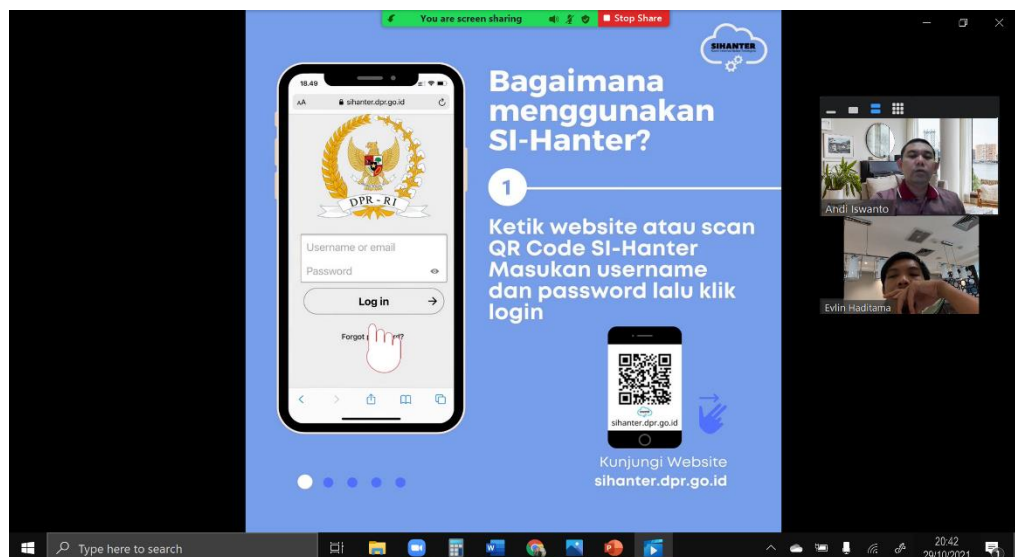 You are screen sharing
Stop Share
SIHANTER
Bagaimana
menggunakan
SI-Hanter?
1
Ketik website atau scan
QR Code SI-Hanter
Masukan username
dan password lalu klik
login
18.49
AA
sihanter.dpr.go.id
DPR - RI
Username or email
Password
Log in
Forgot
sihanter.dpr.go.id
Kunjungi Website
sihanter.dpr.go.id
Andi Iswanto
Evlin Haditama
Type here to search
20:42
29/10/2021